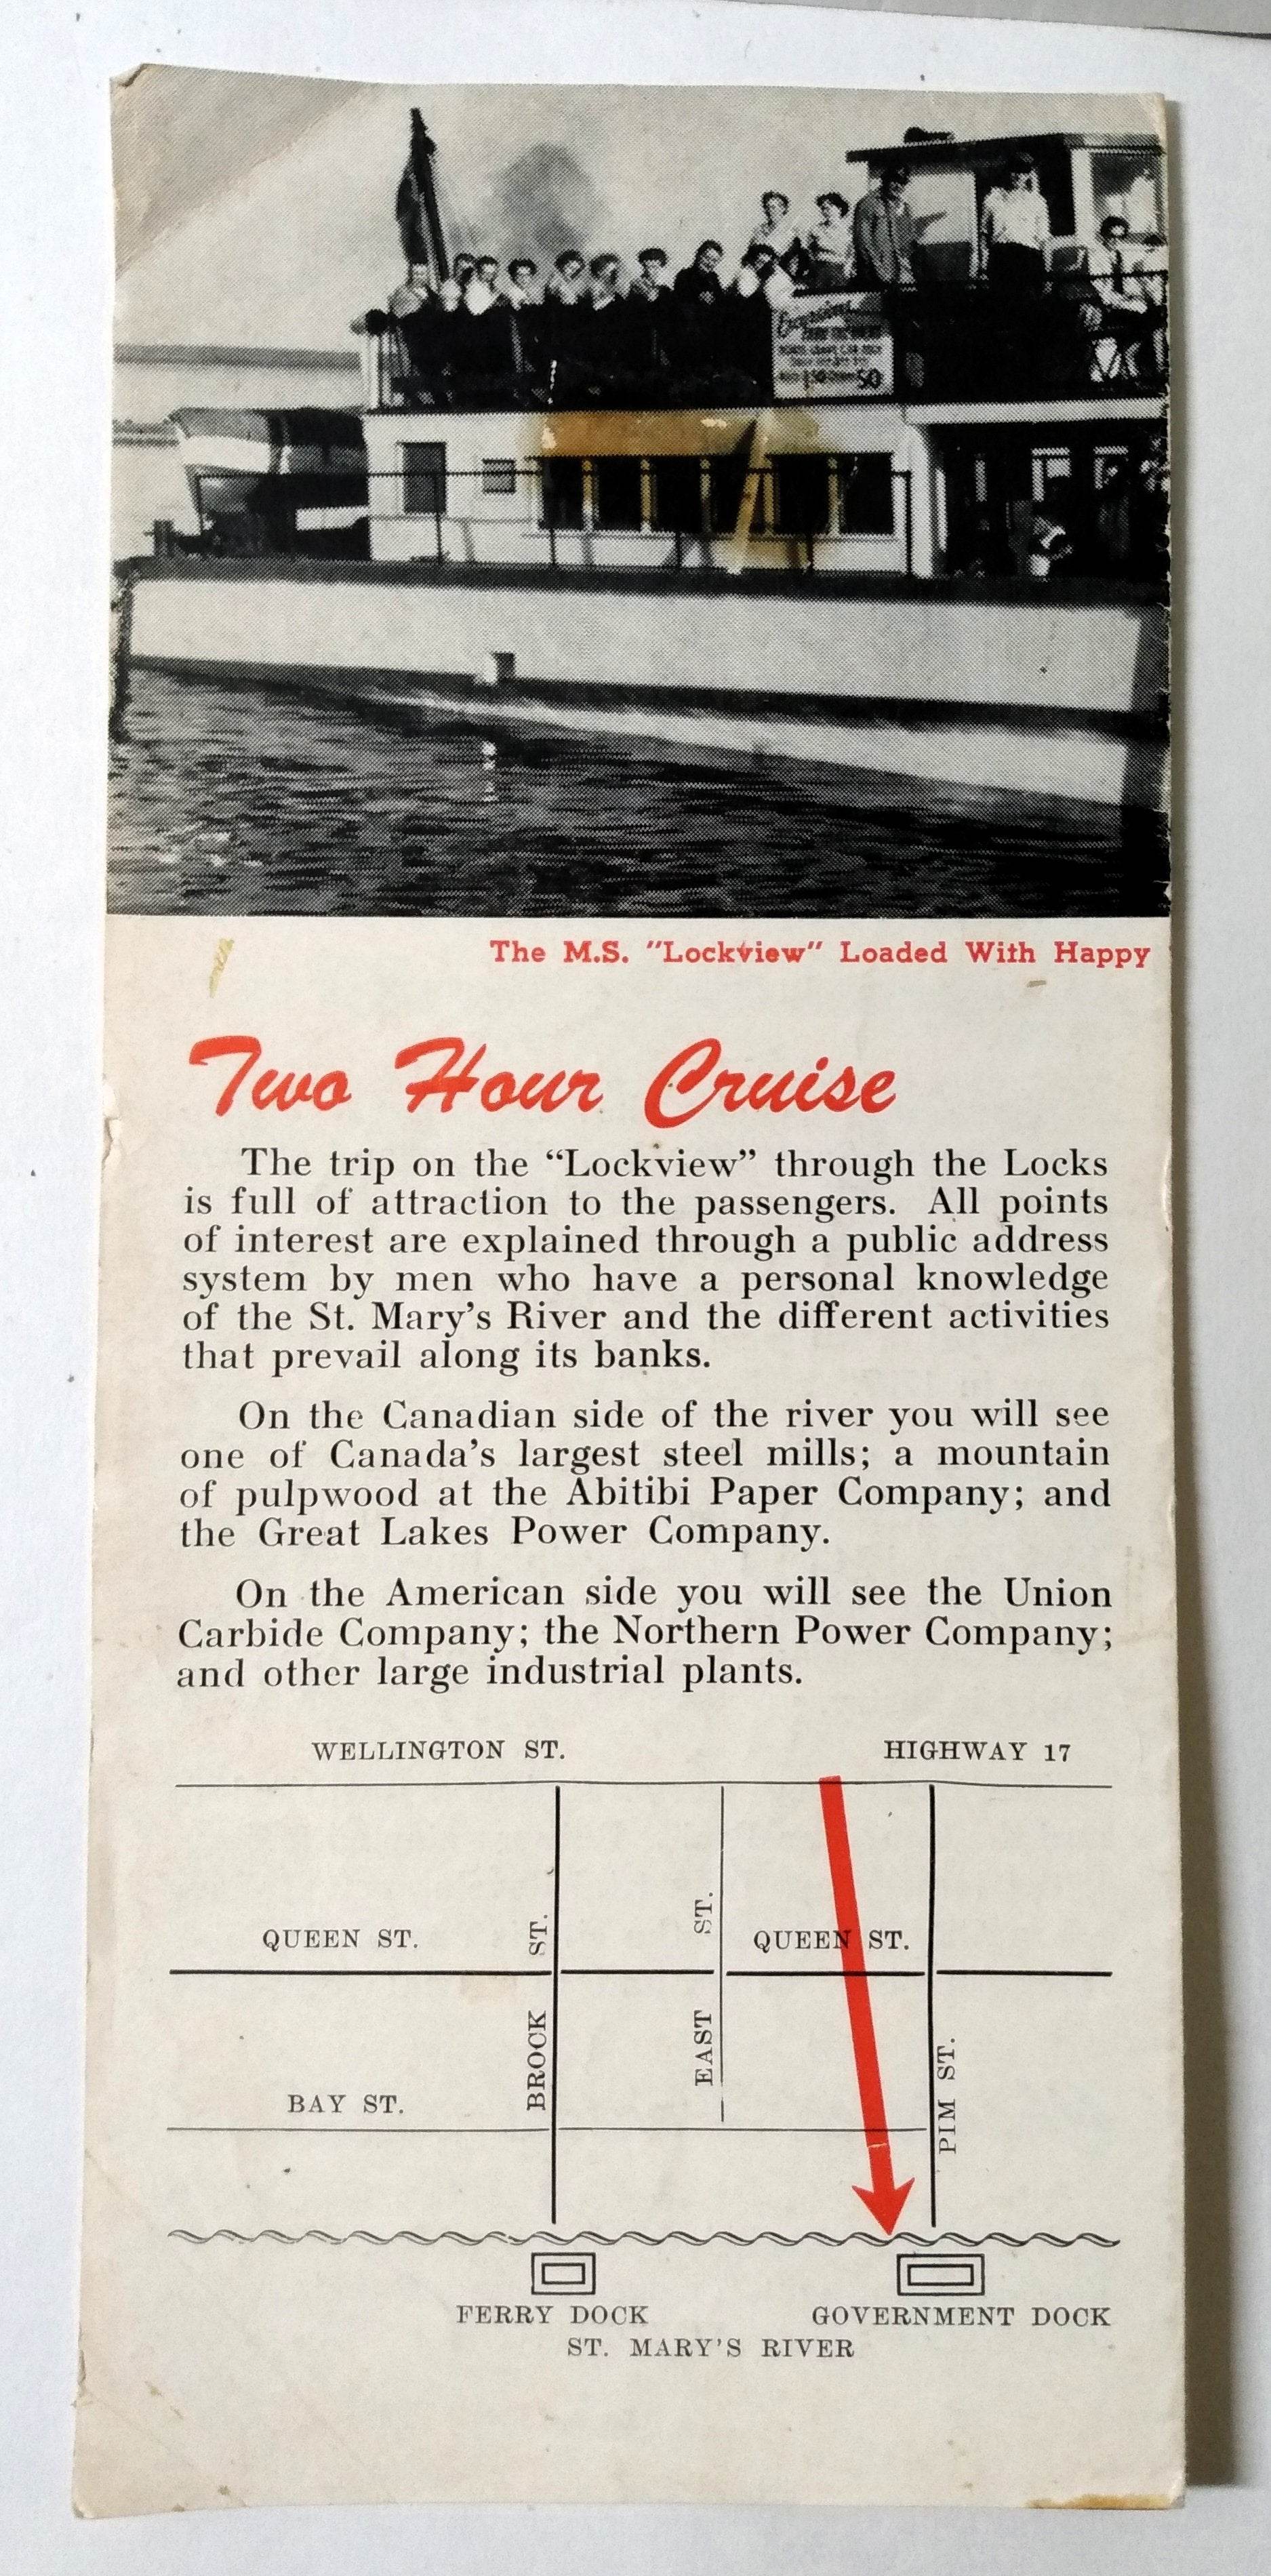 1.50 50
The M.S. "Lockview" Loaded With Happy
Two Hour Cruise
The trip on the “Lockview” through the Locks
is full of attraction to the passengers. All points
of interest are explained through a public address
system by men who have a personal knowledge
of the St. Mary’s River and the different activities
that prevail along its banks.
On the Canadian side of the river you will see
one of Canada’s largest steel mills; a mountain
of pulpwood at the Abitibi Paper Company; and
the Great Lakes Power Company.
On the American side you will see the Union
Carbide Company; the Northern Power Company;
and other large industrial plants.
WELLINGTON ST. HIGHWAY 17
QUEEN ST. QUEEN ST.
BROCK ST.
EAST ST.
PIM ST.
BAY ST.
FERRY DOCK GOVERNMENT DOCK
ST. MARY'S RIVER